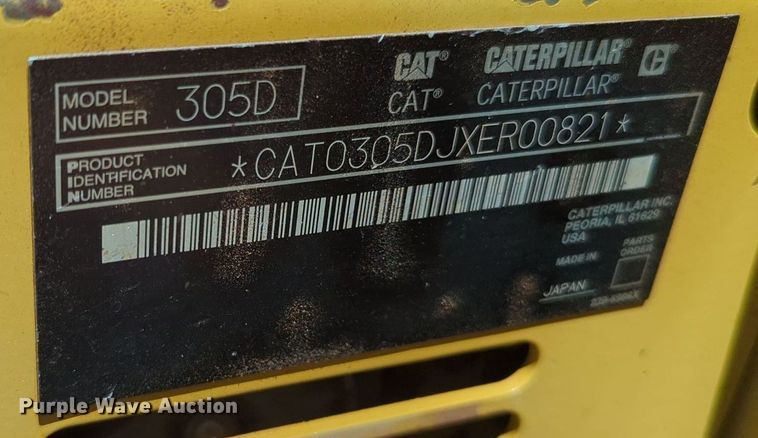 CAT® CATERPILLAR® C
CAT® CATERPILLAR®
MODEL
NUMBER
305D
PRODUCT
IDENTIFICATION
NUMBER
*CAT0305DJXER00821*
CATERPILLAR INC.
PEORIA, IL 61629
USA
MADE IN
JAPAN
PARTS
ORDER
Purple Wave Auction